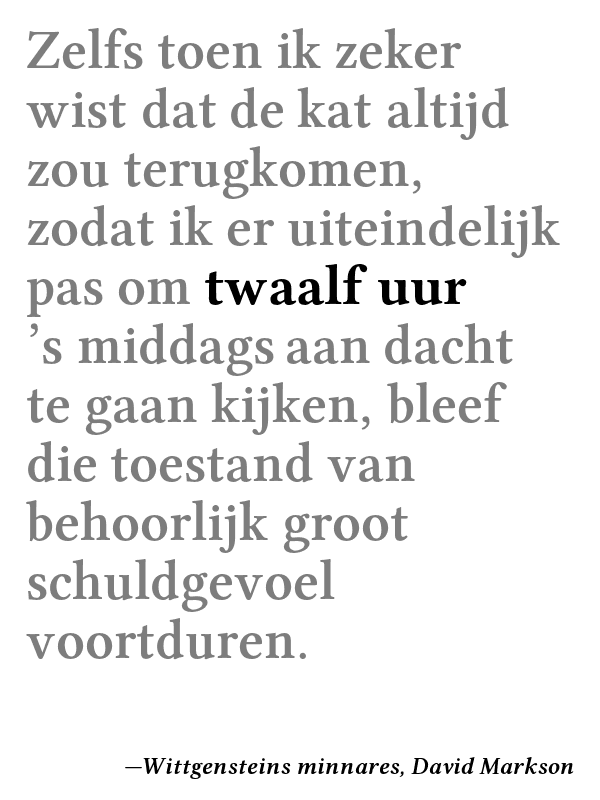 Zelfs toen ik zeker
wist dat de kat altijd
zou terugkomen,
zodat ik er uiteindelijk
pas om twaalf uur
’s middags aan dacht
te gaan kijken, bleef
die toestand van
behoorlijk groot
schuldgevoel
voortduren.
—Wittgensteins minnares, David Markson